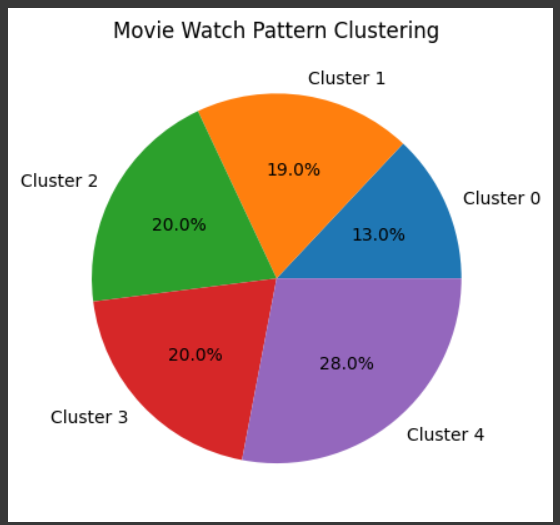 Movie Watch Pattern Clustering
Cluster 1
19.0%
Cluster 2
Cluster 0
20.0%
13.0%
20.0%
28.0%
Cluster 3
Cluster 4